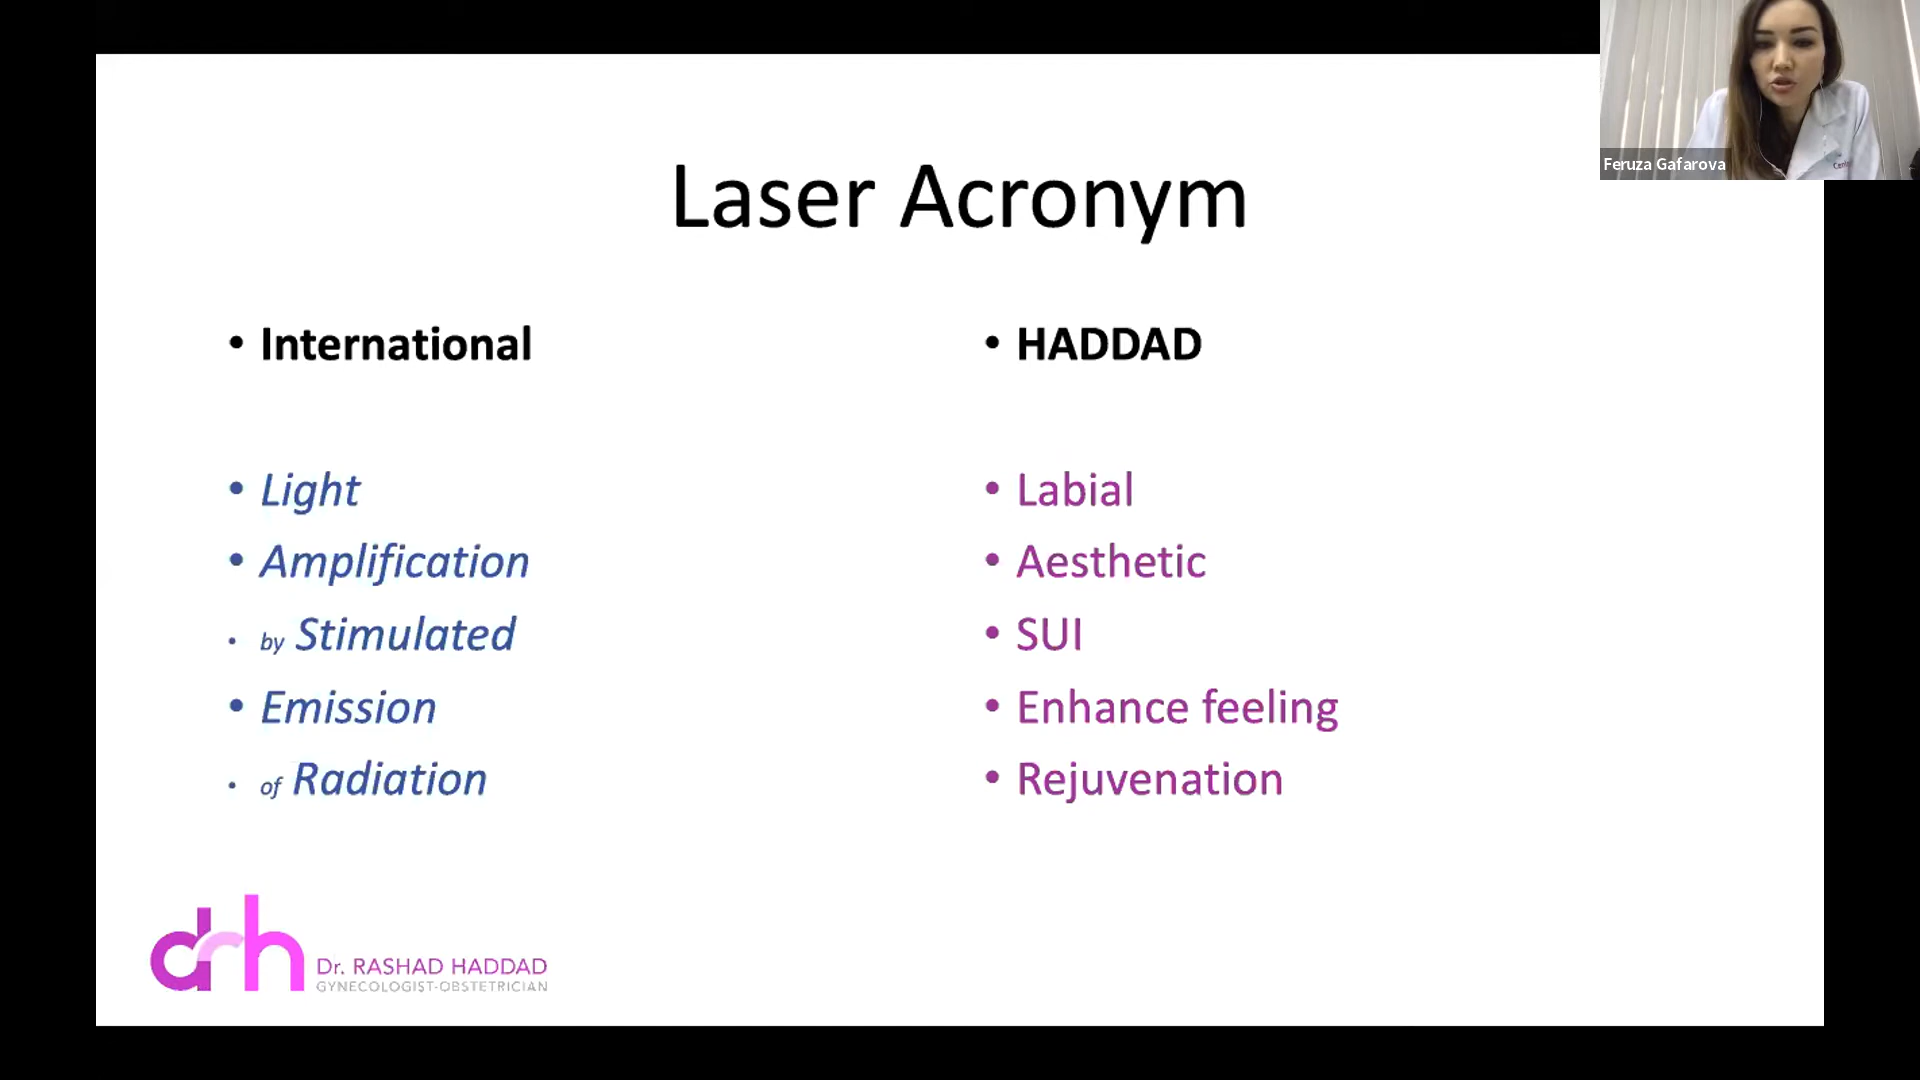 Feruza Gafarova
Laser Acronym
• International
• Light
• Amplification
• by Stimulated
• Emission
• of Radiation
• HADDAD
• Labial
• Aesthetic
• SUI
• Enhance feeling
• Rejuvenation
drh
Dr. RASHAD HADDAD
GYNECOLOGIST-OBSTETRICIAN